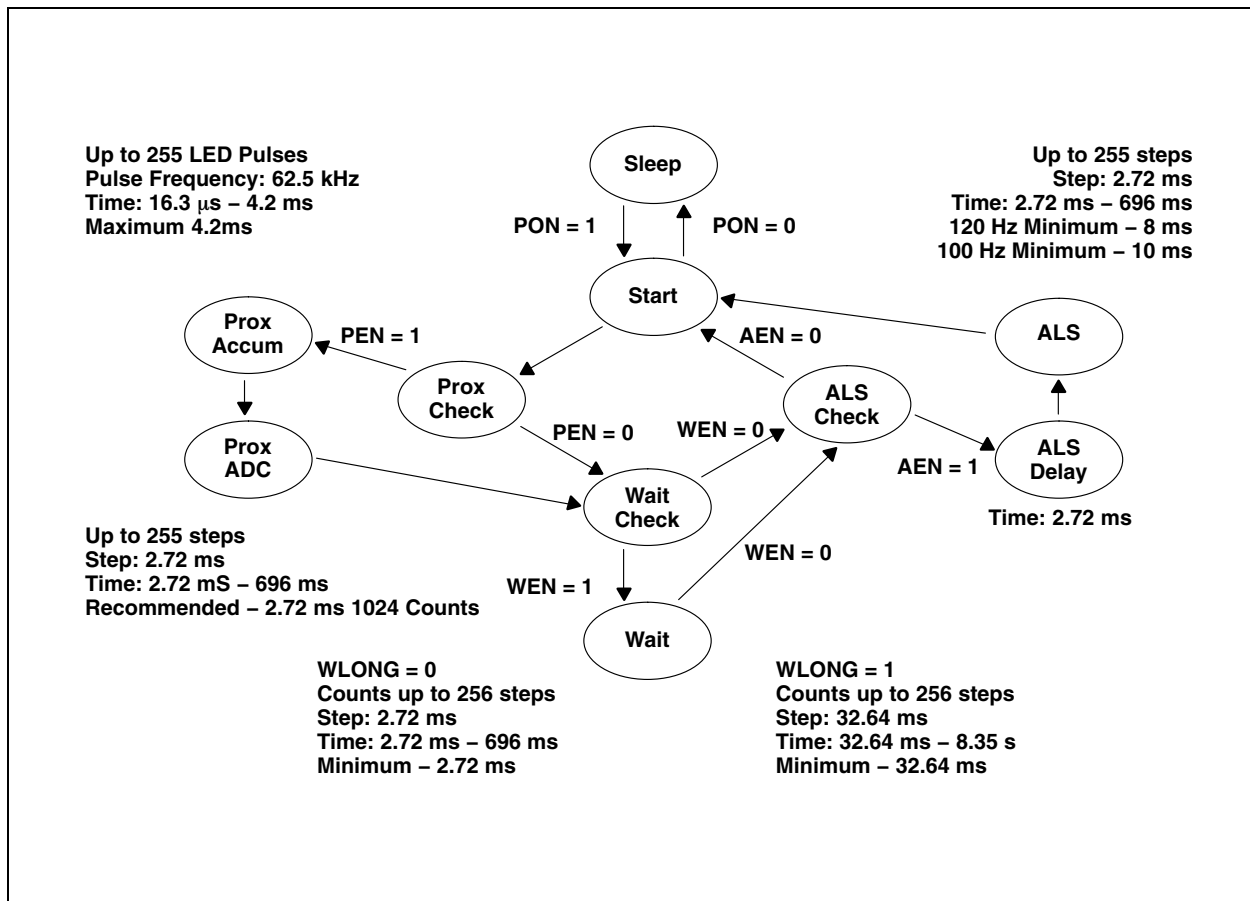 Up to 255 LED Pulses
Pulse Frequency: 62.5 kHz
Time: 16.3 μs – 4.2 ms
Maximum 4.2ms
Sleep
Up to 255 steps
Step: 2.72 ms
Time: 2.72 ms – 696 ms
120 Hz Minimum – 8 ms
100 Hz Minimum – 10 ms
PON = 1
PON = 0
Start
Prox
Accum
PEN = 1
AEN = 0
ALS
Prox
Check
ALS
Check
Prox
ADC
PEN = 0
WEN = 0
AEN = 1
ALS
Delay
Time: 2.72 ms
Wait
Check
Up to 255 steps
Step: 2.72 ms
Time: 2.72 mS – 696 ms
Recommended – 2.72 ms 1024 Counts
WEN = 1
WEN = 0
Wait
WLONG = 0
Counts up to 256 steps
Step: 2.72 ms
Time: 2.72 ms – 696 ms
Minimum – 2.72 ms
WLONG = 1
Counts up to 256 steps
Step: 32.64 ms
Time: 32.64 ms – 8.35 s
Minimum – 32.64 ms